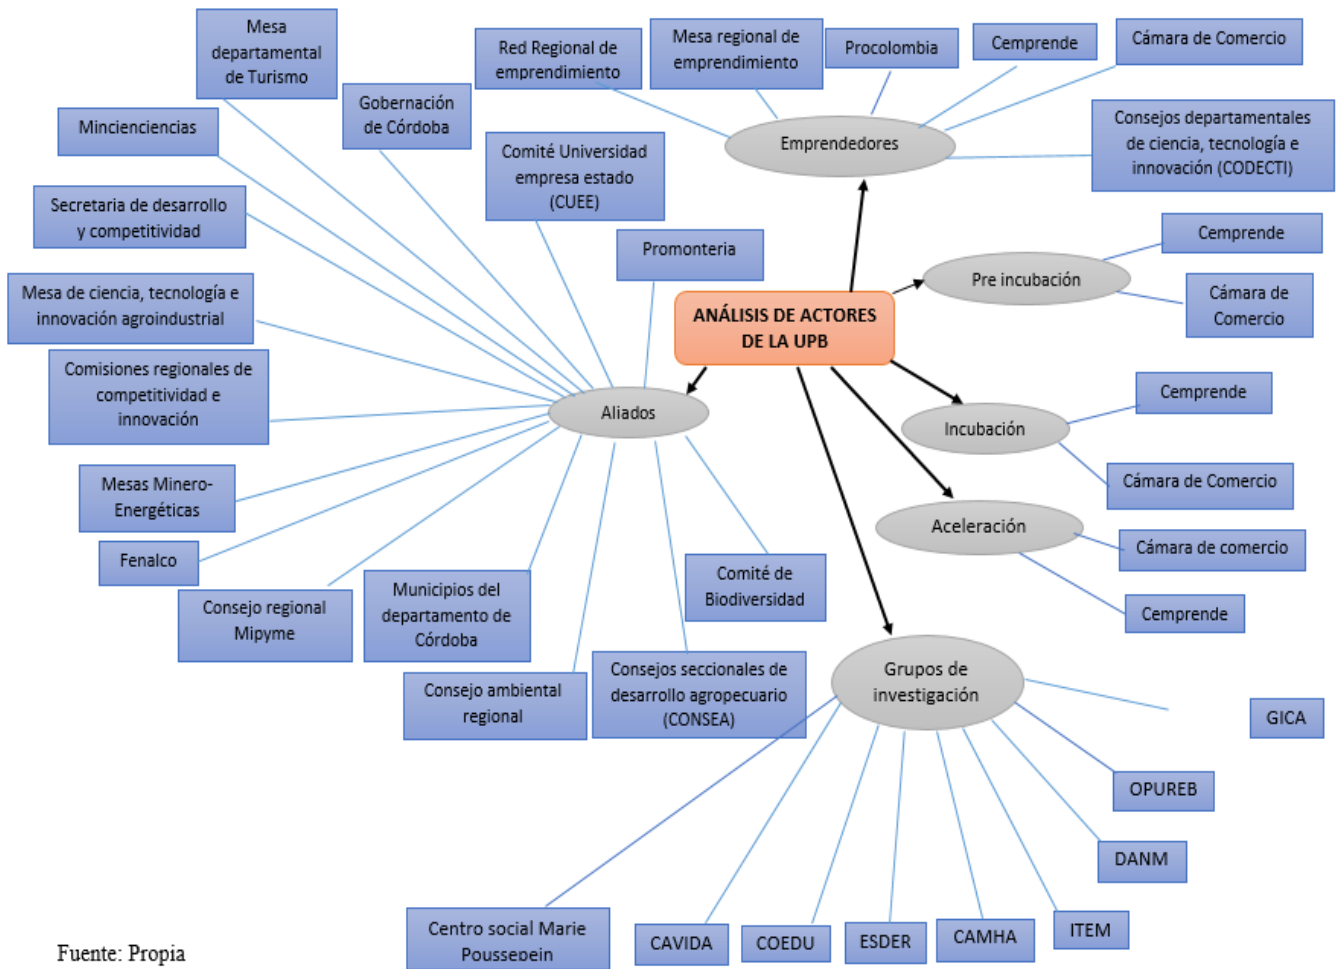 Mesa
departamental
de Turismo
Red Regional de
emprendimiento
Mesa regional de
emprendimiento
Procolombia
Cemprende
Cámara de Comercio
Mincienciencias
Gobernación
de Córdoba
Comité Universidad
empresa estado
(CUEE)
Emprendedores
Consejos departamentales
de ciencia, tecnología e
innovación (CODECTI)
Secretaria de desarrollo
y competitividad
Promonteria
Cemprende
Pre incubación
Cámara de
Comercio
Mesa de ciencia, tecnología e
innovación agroindustrial
ANÁLISIS DE ACTORES
DE LA UPB
Comisiones regionales de
competitividad e
innovación
Aliados
Cemprende
Incubación
Cámara de Comercio
Mesas Minero-
Energéticas
Aceleración
Cámara de comercio
Fenalco
Cemprende
Consejo regional
Mipyme
Municipios del
departamento de
Córdoba
Comité de
Biodiversidad
Consejo ambiental
regional
Consejos seccionales de
desarrollo agropecuario
(CONSEA)
Grupos de
investigación
GICA
OPUREB
DANM
Centro social Marie
Poussepein
CAVIDA
COEDU
ESDER
CAMHA
ITEM
Fuente: Propia